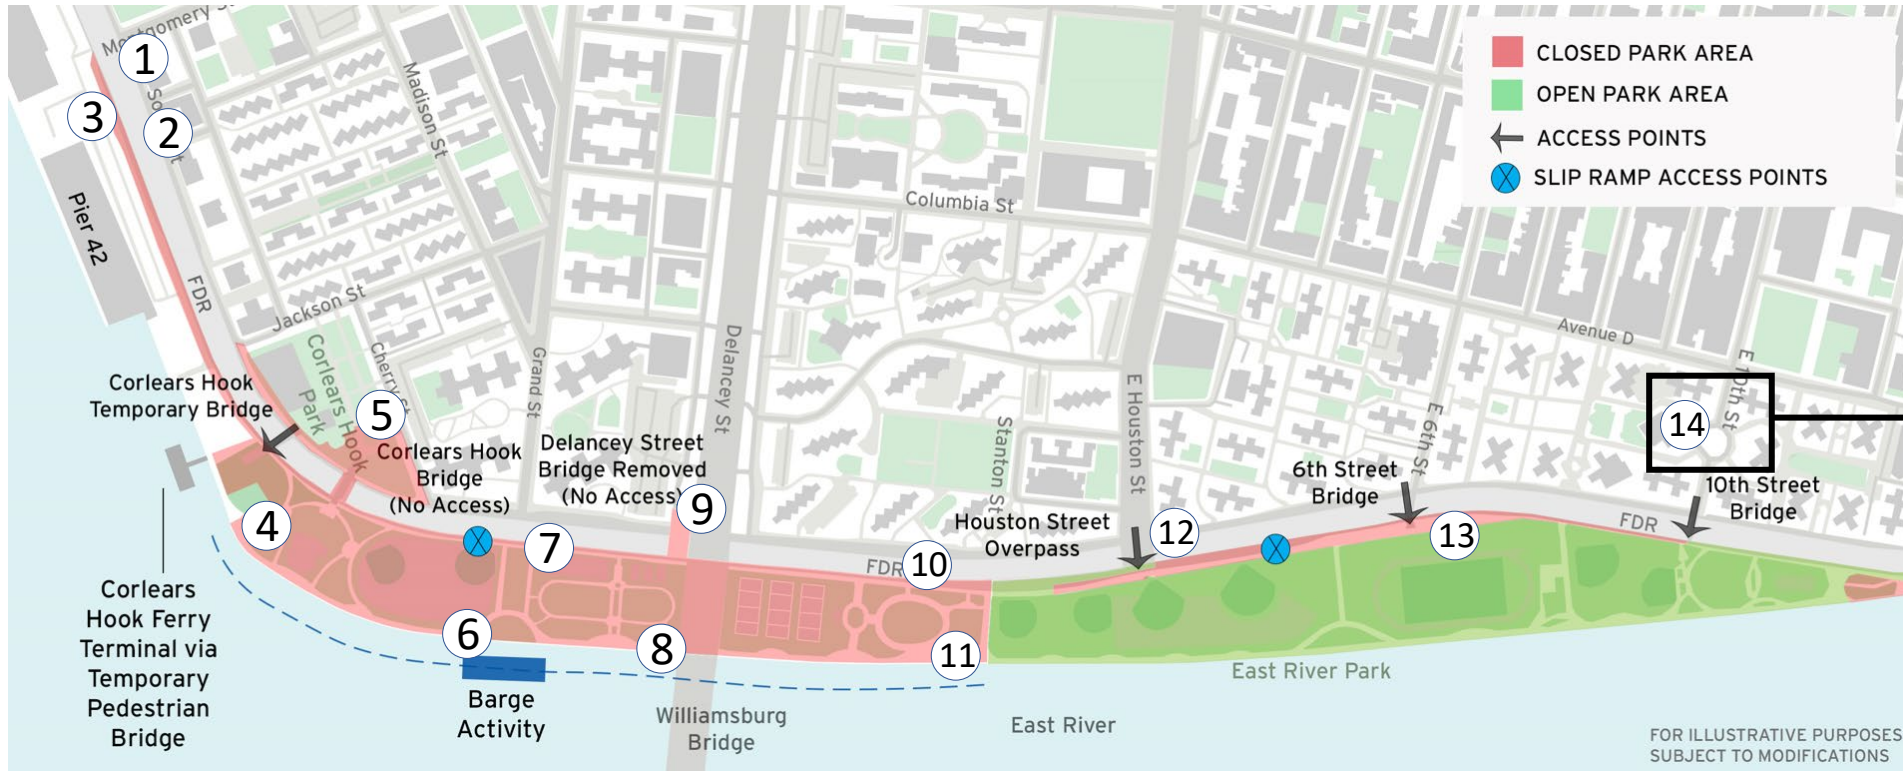 Montgomery St
1
So
2
t
3
Pier 42
Madison St
FDR
Jackson St
Corlears Hook
Park
Cherry St
5
Corlears Hook
Temporary Bridge
Corlears Hook
Bridge
(No Access)
4
6
7
8
Corlears
Hook Ferry
Terminal via
Temporary
Pedestrian
Bridge
Barge
Activity
Grand St
Delancey Street
Bridge Removed
(No Access)
9
Delancey St
Williamsburg
Bridge
Columbia St
FDR
10
11
Stanton St
Houston Street
Overpass
E Houston St
12
East River
East River Park
6th Street
Bridge
E 6th St
13
Avenue D
E 10th St
14
10th Street
Bridge
FDR
CLOSED PARK AREA
OPEN PARK AREA
ACCESS POINTS
SLIP RAMP ACCESS POINTS
FOR ILLUSTRATIVE PURPOSES
SUBJECT TO MODIFICATIONS